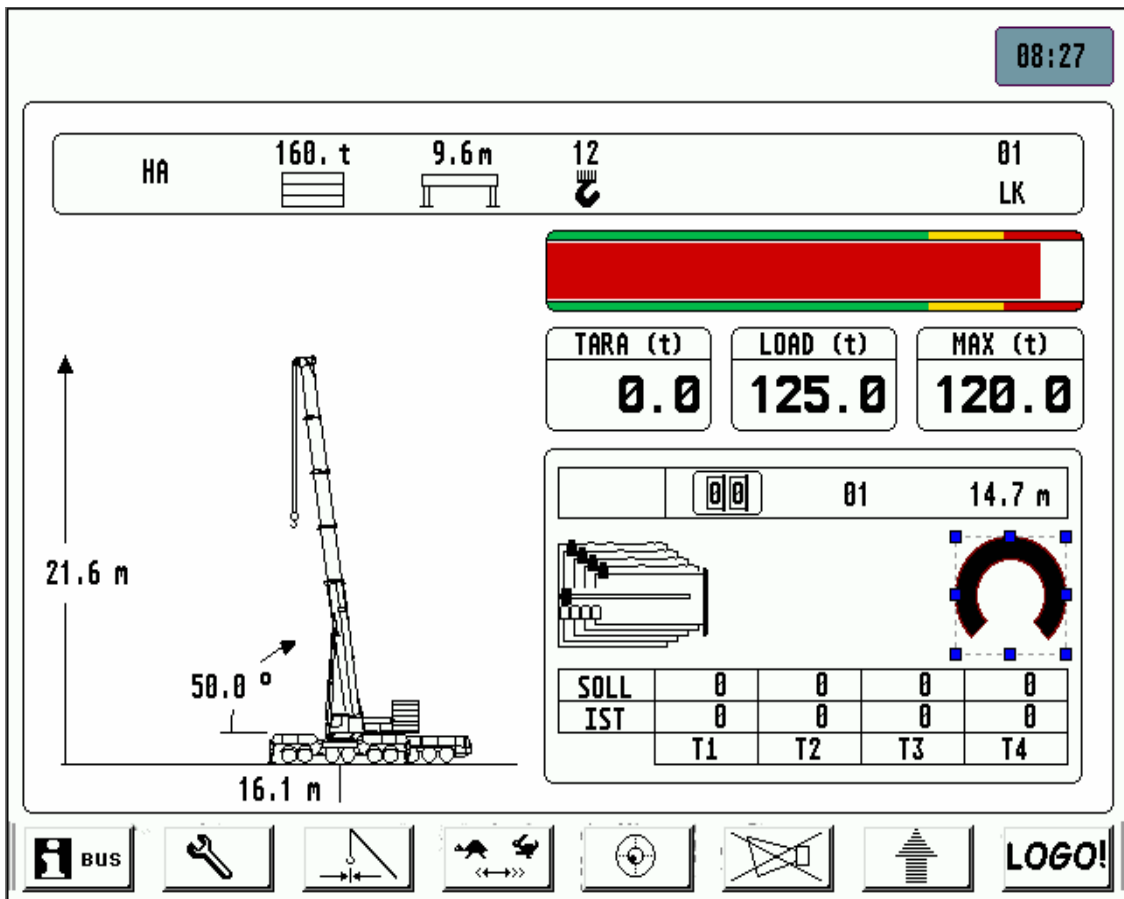 08:27
HA 160. t 9.6 m 12 01
LK
TARA (t) LOAD (t) MAX (t)
0.0 125.0 120.0
00 01 14.7 m
21.6 m
50.0 °
16.1 m
SOLL 0 0 0 0
IST 0 0 0 0
T1 T2 T3 T4
i BUS
LOGO!